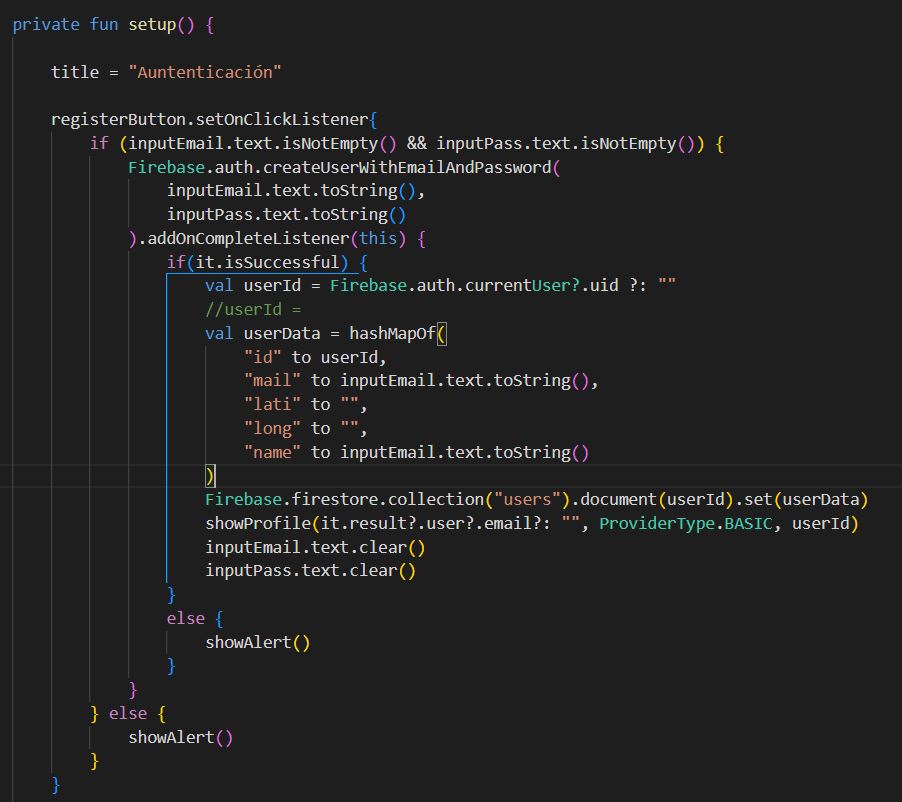 private fun setup() {
title = "Auntenticación"
registerButton.setOnClickListener{
if (inputEmail.text.isNotEmpty() && inputPass.text.isNotEmpty()) {
Firebase.auth.createUserWithEmailAndPassword(
inputEmail.text.toString(),
inputPass.text.toString()
).addOnCompleteListener(this) {
if(it.isSuccessful) {
val userId = Firebase.auth.currentUser?.uid ?: ""
//userId =
val userData = hashMapOf(
"id" to userId,
"mail" to inputEmail.text.toString(),
"lati" to "",
"long" to "",
"name" to inputEmail.text.toString()
)
Firebase.firestore.collection("users").document(userId).set(userData)
showProfile(it.result?.user?.email?: "", ProviderType.BASIC, userId)
inputEmail.text.clear()
inputPass.text.clear()
}
else {
showAlert()
}
}
} else {
showAlert()
}
}